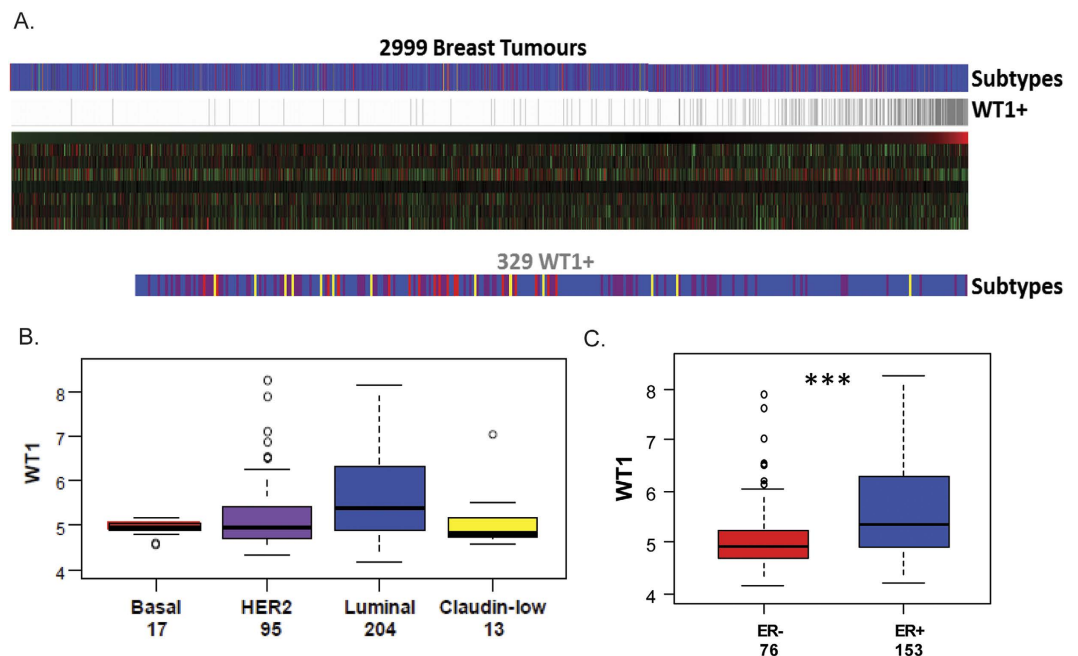 A.
2999 Breast Tumours
Subtypes
WT1+
329 WT1+
Subtypes
B.
WT1
8
7
6
5
4
Basal HER2 Luminal Claudin-low
17 95 204 13
C.
***
WT1
8
7
6
5
4
ER- ER+
76 153